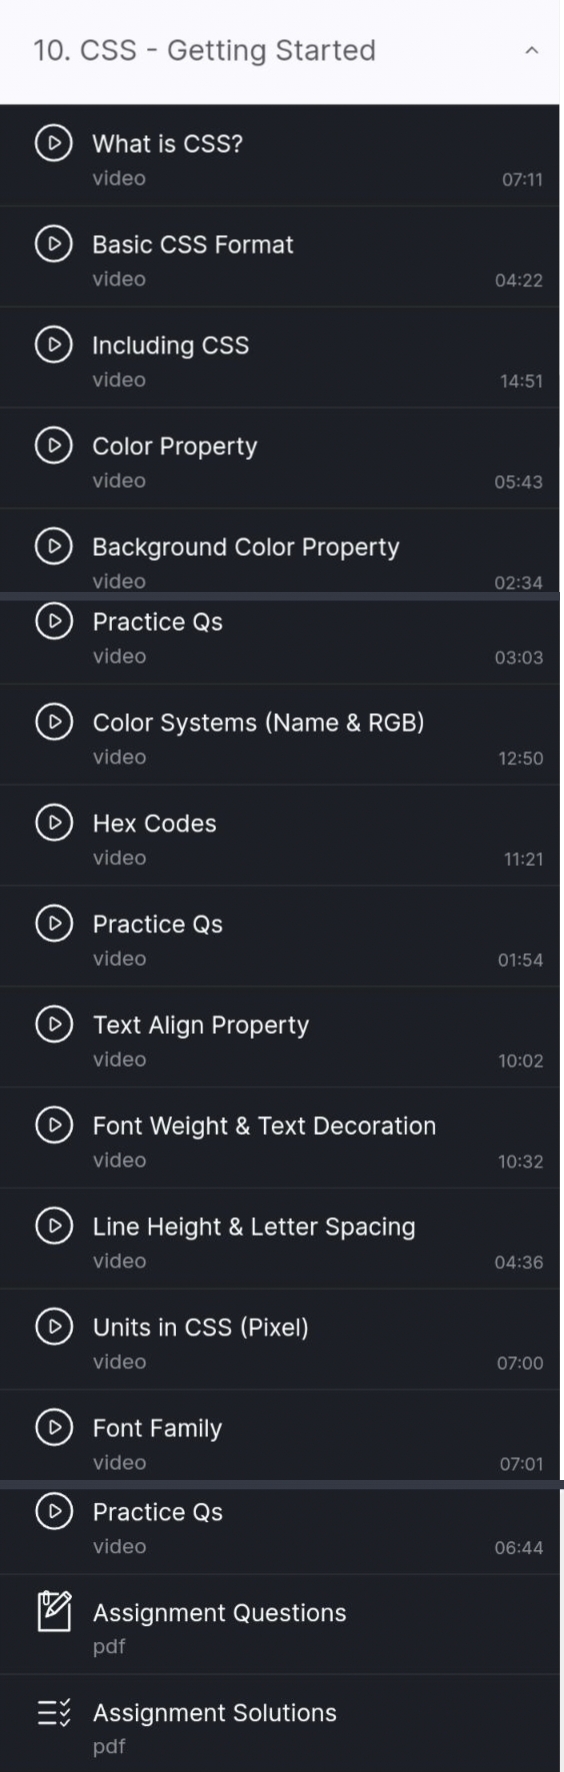 10. CSS - Getting Started
What is CSS?
video
07:11
Basic CSS Format
video
04:22
Including CSS
video
14:51
Color Property
video
05:43
Background Color Property
video
02:34
Practice Qs
video
03:03
Color Systems (Name & RGB)
video
12:50
Hex Codes
video
11:21
Practice Qs
video
01:54
Text Align Property
video
10:02
Font Weight & Text Decoration
video
10:32
Line Height & Letter Spacing
video
04:36
Units in CSS (Pixel)
video
07:00
Font Family
video
07:01
Practice Qs
video
06:44
Assignment Questions
pdf
Assignment Solutions
pdf